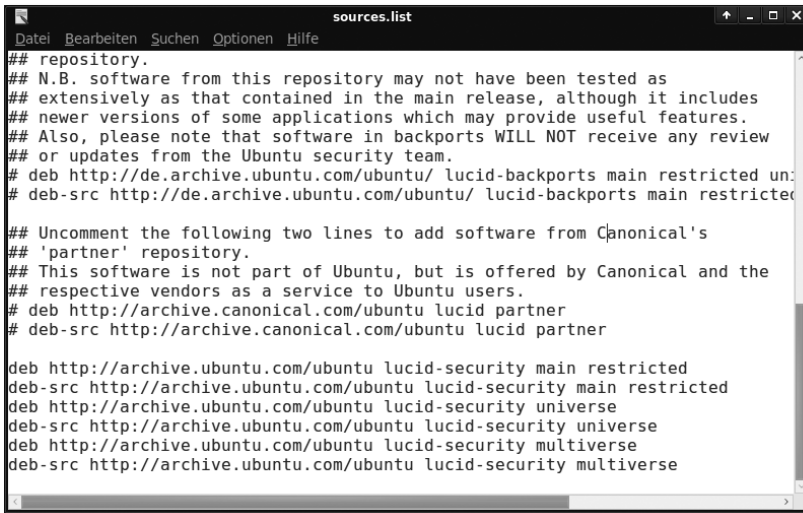 sources.list
Datei Bearbeiten Suchen Optionen Hilfe
## repository.
## N.B. software from this repository may not have been tested as
## extensively as that contained in the main release, although it includes
## newer versions of some applications which may provide useful features.
## Also, please note that software in backports WILL NOT receive any review
## or updates from the Ubuntu security team.
# deb http://de.archive.ubuntu.com/ubuntu/ lucid-backports main restricted uni
# deb-src http://de.archive.ubuntu.com/ubuntu/ lucid-backports main restricted
## Uncomment the following two lines to add software from Canonical's
## 'partner' repository.
## This software is not part of Ubuntu, but is offered by Canonical and the
## respective vendors as a service to Ubuntu users.
# deb http://archive.canonical.com/ubuntu lucid partner
# deb-src http://archive.canonical.com/ubuntu lucid partner
deb http://archive.ubuntu.com/ubuntu lucid-security main restricted
deb-src http://archive.ubuntu.com/ubuntu lucid-security main restricted
deb http://archive.ubuntu.com/ubuntu lucid-security universe
deb-src http://archive.ubuntu.com/ubuntu lucid-security universe
deb http://archive.ubuntu.com/ubuntu lucid-security multiverse
deb-src http://archive.ubuntu.com/ubuntu lucid-security multiverse